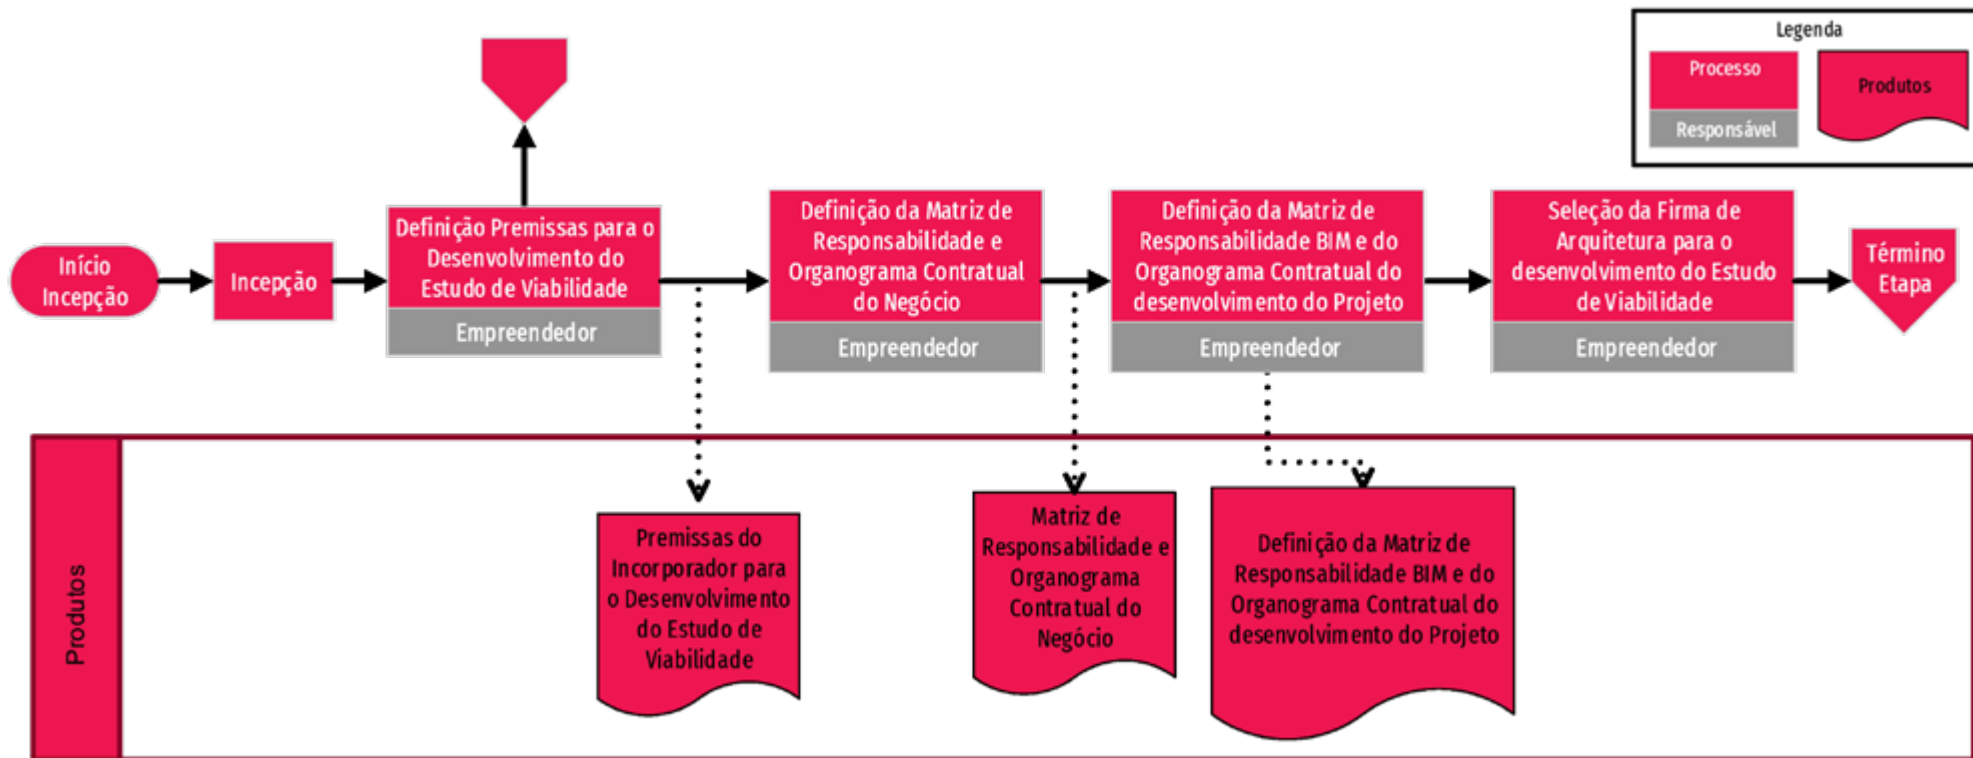 Legenda
Processo
Responsável
Produtos
Início
Incepção
Incepção
Definição Premissas para o
Desenvolvimento do
Estudo de Viabilidade
Empreendedor
Definição da Matriz de
Responsabilidade e
Organograma Contratual
do Negócio
Empreendedor
Definição da Matriz de
Responsabilidade BIM e do
Organograma Contratual do
desenvolvimento do Projeto
Empreendedor
Seleção da Firma de
Arquitetura para o
desenvolvimento do Estudo
de Viabilidade
Empreendedor
Término
Etapa
Produtos
Premissas do
Incorporador para
o Desenvolvimento
do Estudo de
Viabilidade
Matriz de
Responsabilidade e
Organograma
Contratual do
Negócio
Definição da Matriz de
Responsabilidade BIM e do
Organograma Contratual do
desenvolvimento do Projeto